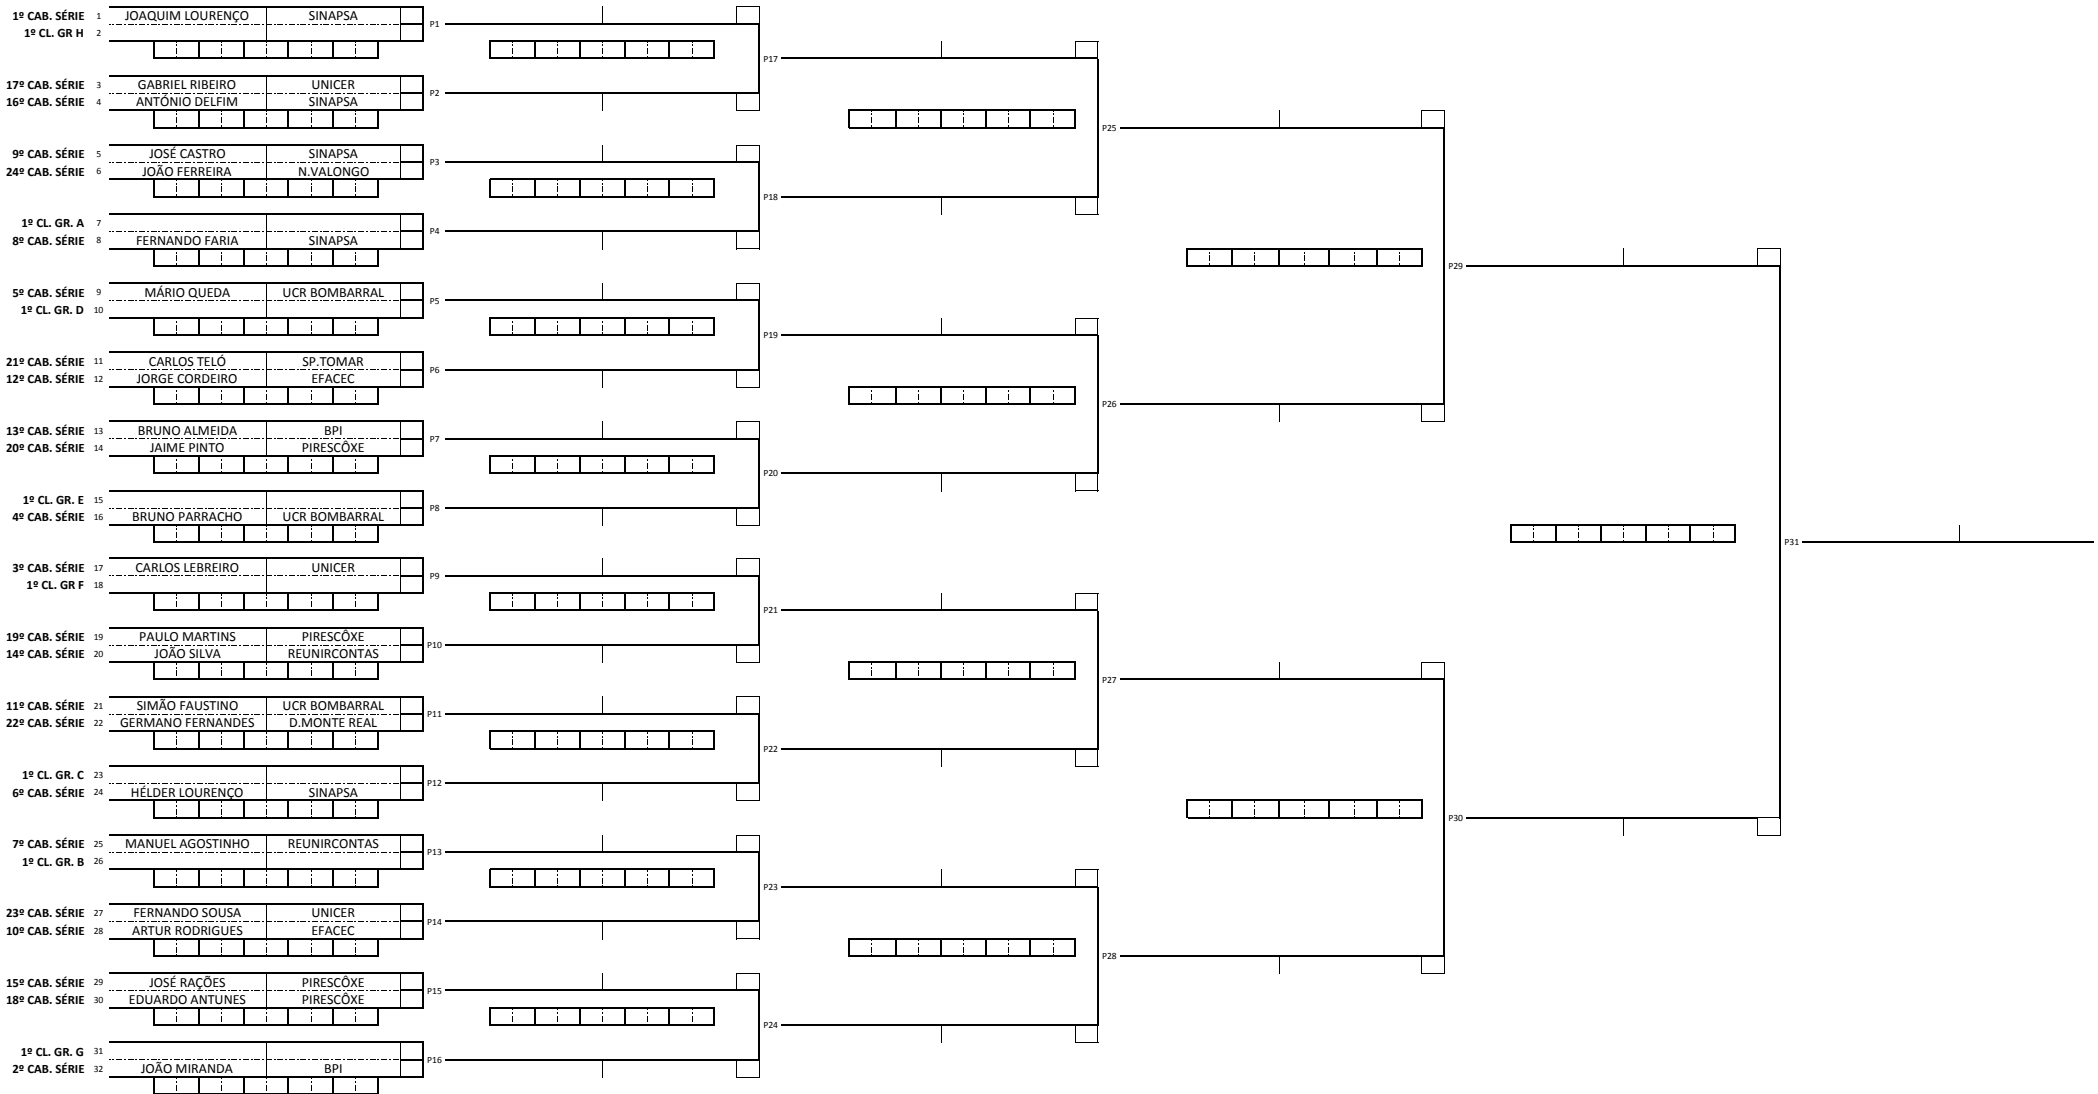 1º CAB. SÉRIE 1 JOAQUIM LOURENÇO SINAPSA
P1
1º CL. GR H 2
P17
17º CAB. SÉRIE 3 GABRIEL RIBEIRO UNICER
P2
16º CAB. SÉRIE 4 ANTÓNIO DELFIM SINAPSA
P25
9º CAB. SÉRIE 5 JOSÉ CASTRO SINAPSA
P3
24º CAB. SÉRIE 6 JOÃO FERREIRA N.VALONGO
P18
1º CL. GR. A 7
P4
8º CAB. SÉRIE 8 FERNANDO FARIA SINAPSA
P29
5º CAB. SÉRIE 9 MÁRIO QUEDA UCR BOMBARRAL
P5
1º CL. GR. D 10
P19
21º CAB. SÉRIE 11 CARLOS TELÓ SP.TOMAR
P6
12º CAB. SÉRIE 12 JORGE CORDEIRO EFACEC
P26
13º CAB. SÉRIE 13 BRUNO ALMEIDA BPI
P7
20º CAB. SÉRIE 14 JAIME PINTO PIRESCÔXE
P20
1º CL. GR. E 15
P8
4º CAB. SÉRIE 16 BRUNO PARRACHO UCR BOMBARRAL
P31
3º CAB. SÉRIE 17 CARLOS LEBREIRO UNICER
P9
1º CL. GR F 18
P21
19º CAB. SÉRIE 19 PAULO MARTINS PIRESCÔXE
P10
14º CAB. SÉRIE 20 JOÃO SILVA REUNIRCONTAS
P27
11º CAB. SÉRIE 21 SIMÃO FAUSTINO UCR BOMBARRAL
P11
22º CAB. SÉRIE 22 GERMANO FERNANDES D.MONTE REAL
P22
1º CL. GR. C 23
P12
6º CAB. SÉRIE 24 HÉLDER LOURENÇO SINAPSA
P30
7º CAB. SÉRIE 25 MANUEL AGOSTINHO REUNIRCONTAS
P13
1º CL. GR. B 26
P23
23º CAB. SÉRIE 27 FERNANDO SOUSA UNICER
P14
10º CAB. SÉRIE 28 ARTUR RODRIGUES EFACEC
P28
15º CAB. SÉRIE 29 JOSÉ RAÇÕES PIRESCÔXE
P15
18º CAB. SÉRIE 30 EDUARDO ANTUNES PIRESCÔXE
P24
1º CL. GR. G 31
P16
2º CAB. SÉRIE 32 JOÃO MIRANDA BPI